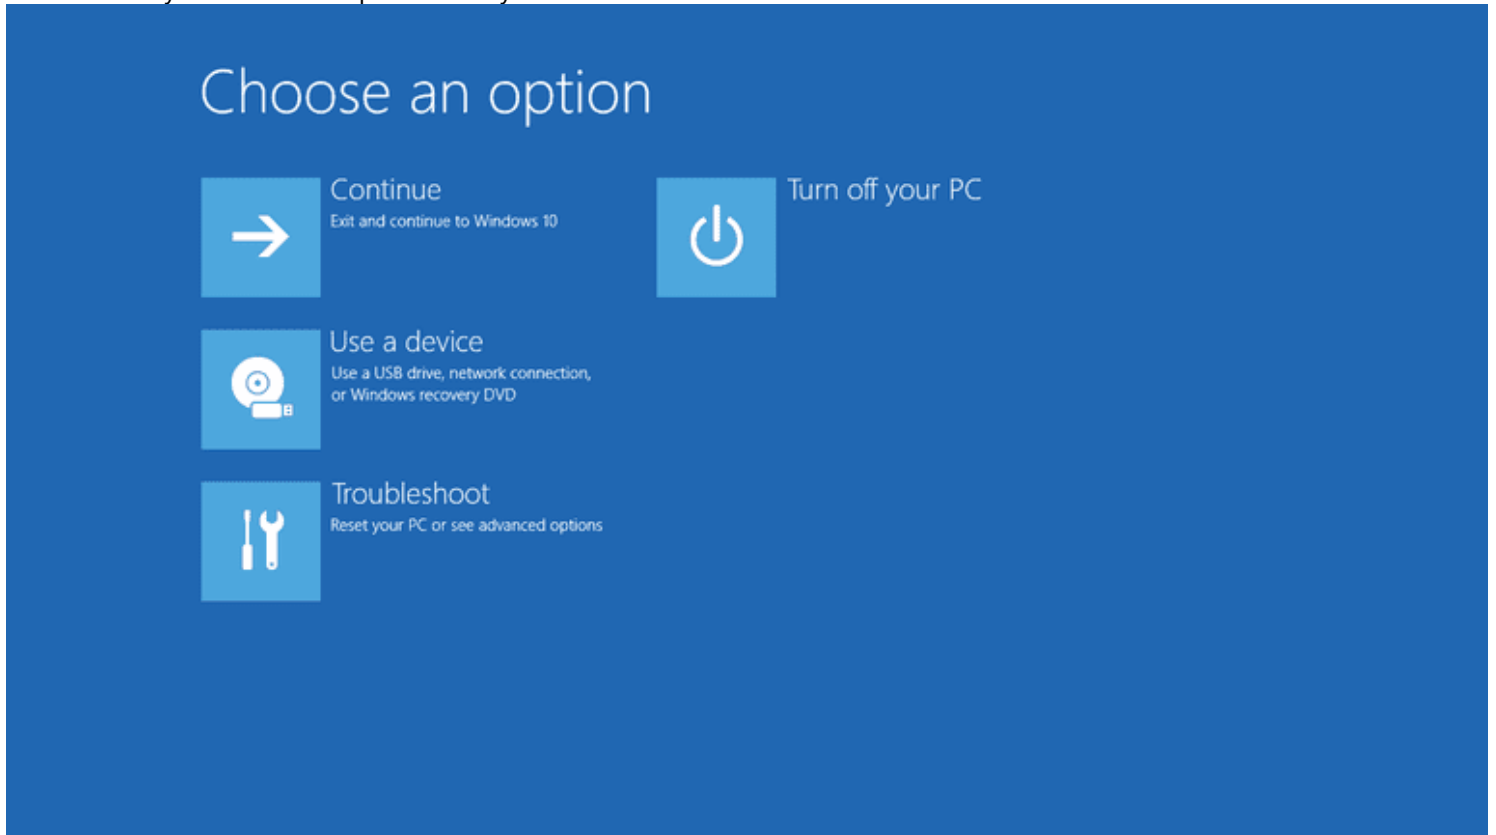 Choose an option
Continue
Exit and continue to Windows 10
Turn off your PC
Use a device
Use a USB drive, network connection,
or Windows recovery DVD
Troubleshoot
Reset your PC or see advanced options